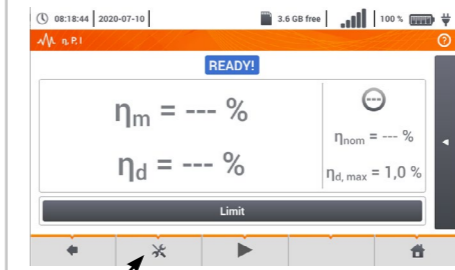 08:18:44 2020-07-10 3.6 GB free 100 %
η, P, I
READY!
ηm = --- %
---
ηnom = --- %
ηd = --- %
ηd, max = 1,0 %
Limit